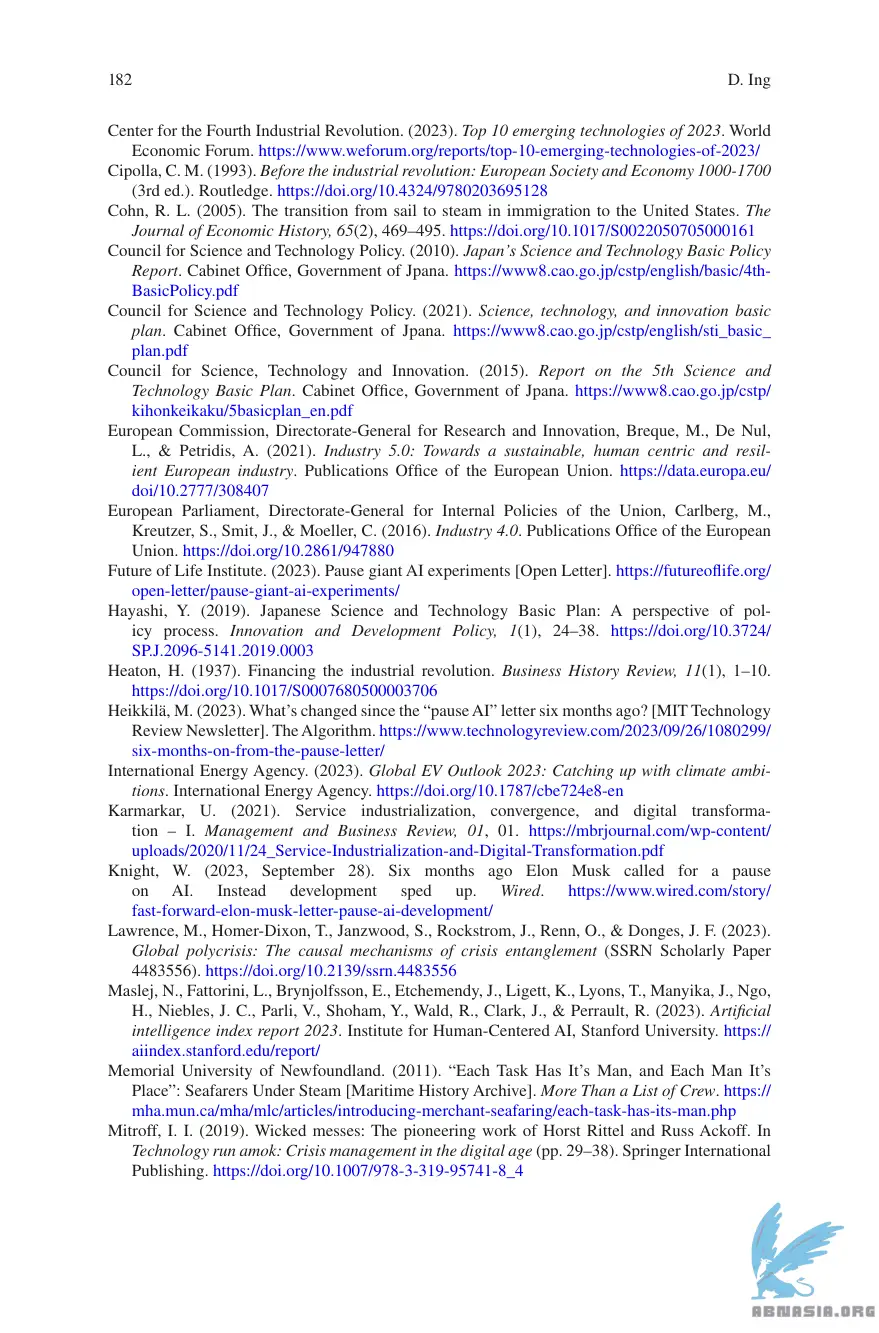 182 D. Ing
Center for the Fourth Industrial Revolution. (2023). Top 10 emerging technologies of 2023. World
Economic Forum. https://www.weforum.org/reports/top-10-emerging-technologies-of-2023/
Cipolla, C. M. (1993). Before the industrial revolution: European Society and Economy 1000-1700
(3rd ed.). Routledge. https://doi.org/10.4324/9780203695128
Cohn, R. L. (2005). The transition from sail to steam in immigration to the United States. The
Journal of Economic History, 65(2), 469–495. https://doi.org/10.1017/S0022050705000161
Council for Science and Technology Policy. (2010). Japan’s Science and Technology Basic Policy
Report. Cabinet Office, Government of Jpana. https://www8.cao.go.jp/cstp/english/basic/4th-
BasicPolicy.pdf
Council for Science and Technology Policy. (2021). Science, technology, and innovation basic
plan. Cabinet Office, Government of Jpana. https://www8.cao.go.jp/cstp/english/sti_basic_
plan.pdf
Council for Science, Technology and Innovation. (2015). Report on the 5th Science and
Technology Basic Plan. Cabinet Office, Government of Jpana. https://www8.cao.go.jp/cstp/
kihonkeikaku/5basicplan_en.pdf
European Commission, Directorate-General for Research and Innovation, Breque, M., De Nul,
L., & Petridis, A. (2021). Industry 5.0: Towards a sustainable, human centric and resil-
ient European industry. Publications Office of the European Union. https://data.europa.eu/
doi/10.2777/308407
European Parliament, Directorate-General for Internal Policies of the Union, Carlberg, M.,
Kreutzer, S., Smit, J., & Moeller, C. (2016). Industry 4.0. Publications Office of the European
Union. https://doi.org/10.2861/947880
Future of Life Institute. (2023). Pause giant AI experiments [Open Letter]. https://futureoflife.org/
open-letter/pause-giant-ai-experiments/
Hayashi, Y. (2019). Japanese Science and Technology Basic Plan: A perspective of pol-
icy process. Innovation and Development Policy, 1(1), 24–38. https://doi.org/10.3724/
SP.J.2096-5141.2019.0003
Heaton, H. (1937). Financing the industrial revolution. Business History Review, 11(1), 1–10.
https://doi.org/10.1017/S0007680500003706
Heikkilä, M. (2023). What’s changed since the “pause AI” letter six months ago? [MIT Technology
Review Newsletter]. The Algorithm. https://www.technologyreview.com/2023/09/26/1080299/
six-months-on-from-the-pause-letter/
International Energy Agency. (2023). Global EV Outlook 2023: Catching up with climate ambi-
tions. International Energy Agency. https://doi.org/10.1787/cbe724e8-en
Karmarkar, U. (2021). Service industrialization, convergence, and digital transforma-
tion – I. Management and Business Review, 01, 01. https://mbrjournal.com/wp-content/
uploads/2020/11/24_Service-Industrialization-and-Digital-Transformation.pdf
Knight, W. (2023, September 28). Six months ago Elon Musk called for a pause
on AI. Instead development sped up. Wired. https://www.wired.com/story/
fast-forward-elon-musk-letter-pause-ai-development/
Lawrence, M., Homer-Dixon, T., Janzwood, S., Rockstrom, J., Renn, O., & Donges, J. F. (2023).
Global polycrisis: The causal mechanisms of crisis entanglement (SSRN Scholarly Paper
4483556). https://doi.org/10.2139/ssrn.4483556
Maslej, N., Fattorini, L., Brynjolfsson, E., Etchemendy, J., Ligett, K., Lyons, T., Manyika, J., Ngo,
H., Niebles, J. C., Parli, V., Shoham, Y., Wald, R., Clark, J., & Perrault, R. (2023). Artificial
intelligence index report 2023. Institute for Human-Centered AI, Stanford University. https://
aiindex.stanford.edu/report/
Memorial University of Newfoundland. (2011). “Each Task Has It’s Man, and Each Man It’s
Place”: Seafarers Under Steam [Maritime History Archive]. More Than a List of Crew. https://
mha.mun.ca/mha/mlc/articles/introducing-merchant-seafaring/each-task-has-its-man.php
Mitroff, I. I. (2019). Wicked messes: The pioneering work of Horst Rittel and Russ Ackoff. In
Technology run amok: Crisis management in the digital age (pp. 29–38). Springer International
Publishing. https://doi.org/10.1007/978-3-319-95741-8_4
ABNASIA.ORG